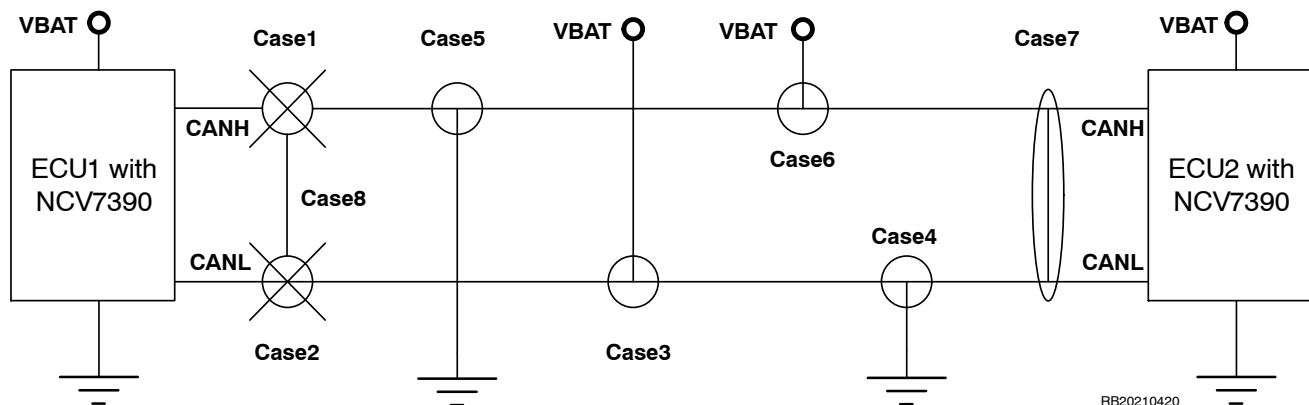 VBAT
Case1
Case5
VBAT
VBAT
Case7
VBAT
CANH
CANH
Case6
ECU1 with
NCV7390
ECU2 with
NCV7390
Case8
Case4
CANL
CANL
Case2
Case3
RB20210420